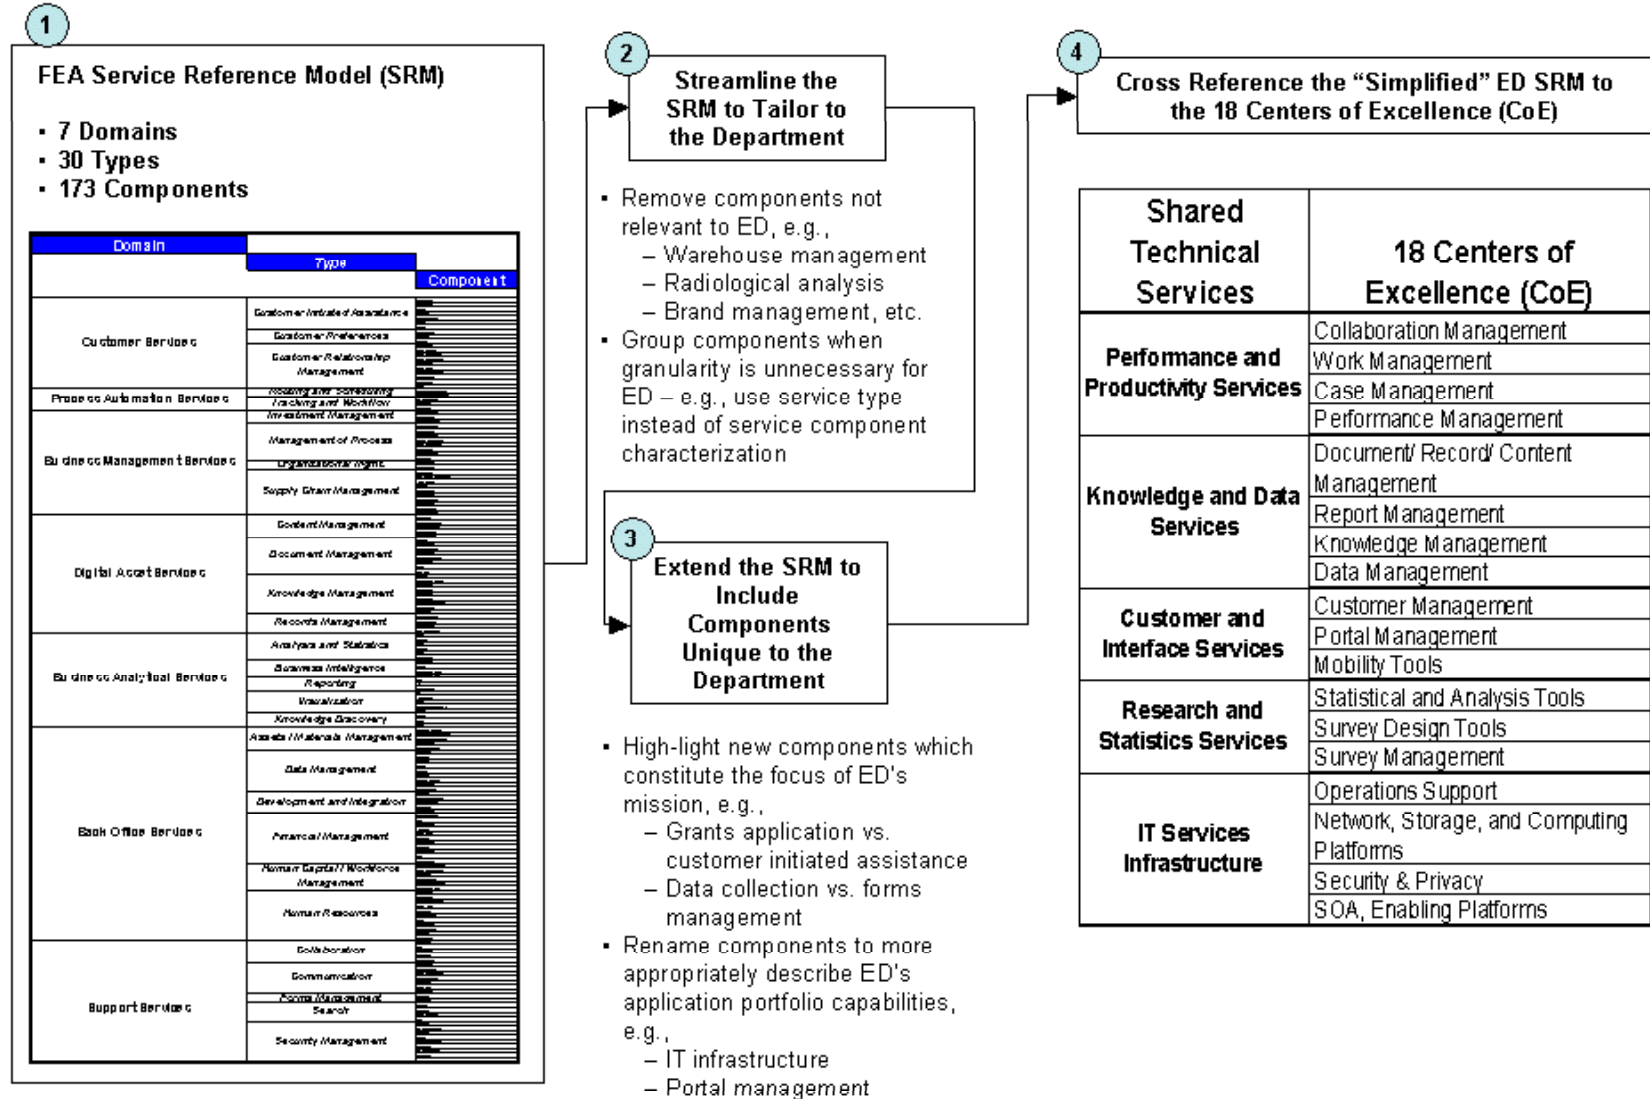 1
FEA Service Reference Model (SRM)
▪ 7 Domains
▪ 30 Types
▪ 173 Components
Domain
Type
Component
Customer Services
Customer Initiated Assistance
Customer Preferences
Customer Relationship
Management
Process Automation Services
Routing and Scheduling
Tracking and Workflow
Business Management Services
Investment Management
Management of Process
Organizational Mgmt.
Supply Chain Management
Digital Asset Services
Content Management
Document Management
Knowledge Management
Records Management
Business Analytical Services
Analysis and Statistics
Business Intelligence
Reporting
Visualization
Knowledge Discovery
Back Office Services
Assets / Materials Management
Data Management
Development and Integration
Financial Management
Human Capital / Workforce
Management
Human Resources
Support Services
Collaboration
Communication
Forms Management
Search
Security Management
2
Streamline the
SRM to Tailor to
the Department
▪ Remove components not
relevant to ED, e.g.,
– Warehouse management
– Radiological analysis
– Brand management, etc.
▪ Group components when
granularity is unnecessary for
ED – e.g., use service type
instead of service component
characterization
3
Extend the SRM to
Include
Components
Unique to the
Department
▪ High-light new components which
constitute the focus of ED's
mission, e.g.,
– Grants application vs.
customer initiated assistance
– Data collection vs. forms
management
▪ Rename components to more
appropriately describe ED's
application portfolio capabilities,
e.g.,
– IT infrastructure
– Portal management
4
Cross Reference the “Simplified” ED SRM to
the 18 Centers of Excellence (CoE)
Shared
Technical
Services
18 Centers of
Excellence (CoE)
Performance and
Productivity Services
Collaboration Management
Work Management
Case Management
Performance Management
Knowledge and Data
Services
Document/ Record/ Content
Management
Report Management
Knowledge Management
Data Management
Customer and
Interface Services
Customer Management
Portal Management
Mobility Tools
Research and
Statistics Services
Statistical and Analysis Tools
Survey Design Tools
Survey Management
IT Services
Infrastructure
Operations Support
Network, Storage, and Computing
Platforms
Security & Privacy
SOA, Enabling Platforms